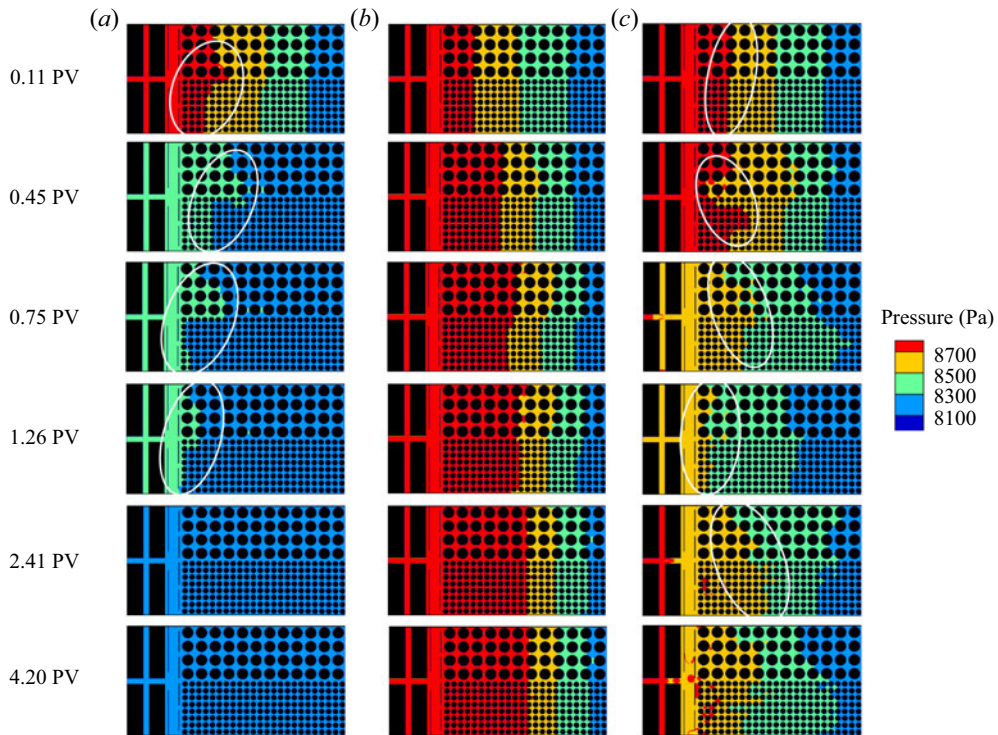 (a) (b) (c)
0.11 PV
0.45 PV
0.75 PV
Pressure (Pa)
8700
8500
8300
8100
1.26 PV
2.41 PV
4.20 PV